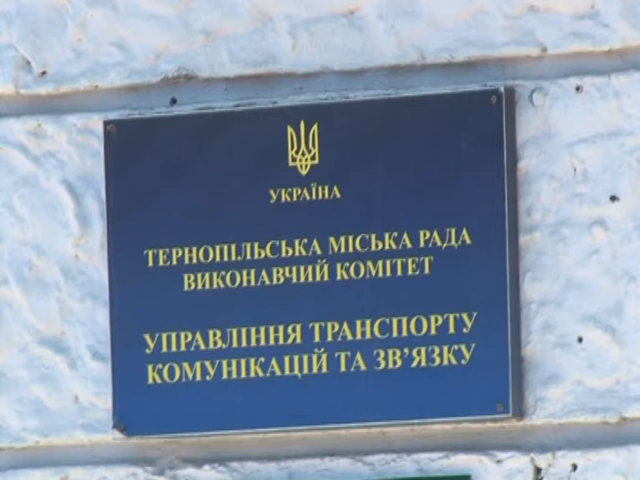 УКРАЇНА
ТЕРНОПІЛЬСЬКА МІСЬКА РАДА
ВИКОНАВЧИЙ КОМІТЕТ
УПРАВЛІННЯ ТРАНСПОРТУ
КОМУНІКАЦІЙ ТА ЗВ’ЯЗКУ